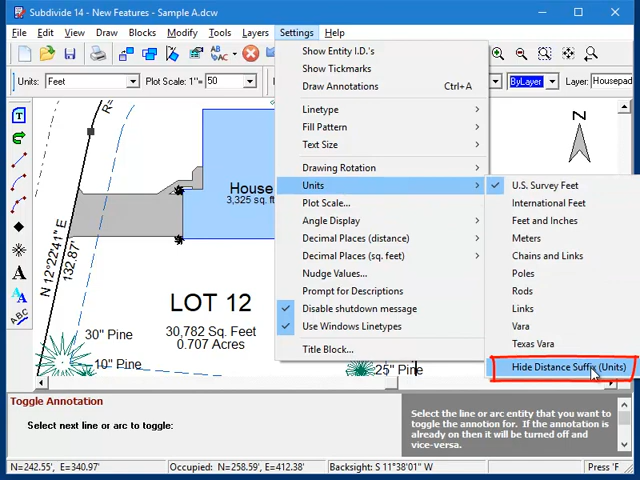 Subdivide 14 - New Features - Sample A.dcw
File Edit View Draw Blocks Modify Tools Layers Settings Help
Units: Feet Plot Scale: 1"= 50 ByLayer Layer: Housepad
Show Entity I.D.'s
Show Tickmarks
Draw Annotations Ctrl+A
Linetype
Fill Pattern
Text Size
Drawing Rotation
Units
Plot Scale...
Angle Display
Decimal Places (distance)
Decimal Places (sq. feet)
Nudge Values...
Prompt for Descriptions
Disable shutdown message
Use Windows Linetypes
Title Block...
U.S. Survey Feet
International Feet
Feet and Inches
Meters
Chains and Links
Poles
Rods
Links
Vara
Texas Vara
Hide Distance Suffix (Units)
N
R=
House
3,325 sq. ft
N 12°22'41" E
132.87'
LOT 12
30,782 Sq. Feet
0.707 Acres
30" Pine
10" Pine
25" Pine
T
A
A
ABC
Toggle Annotation
Select next line or arc to toggle:
Select the line or arc entity that you want to
toggle the annotion for. If the annotation is
already on then it will be turned off and
vice-versa.
N=242.55', E=340.97' Occupied: N=258.59' E=412.38' Backsight: S 11°38'01" W Press 'F